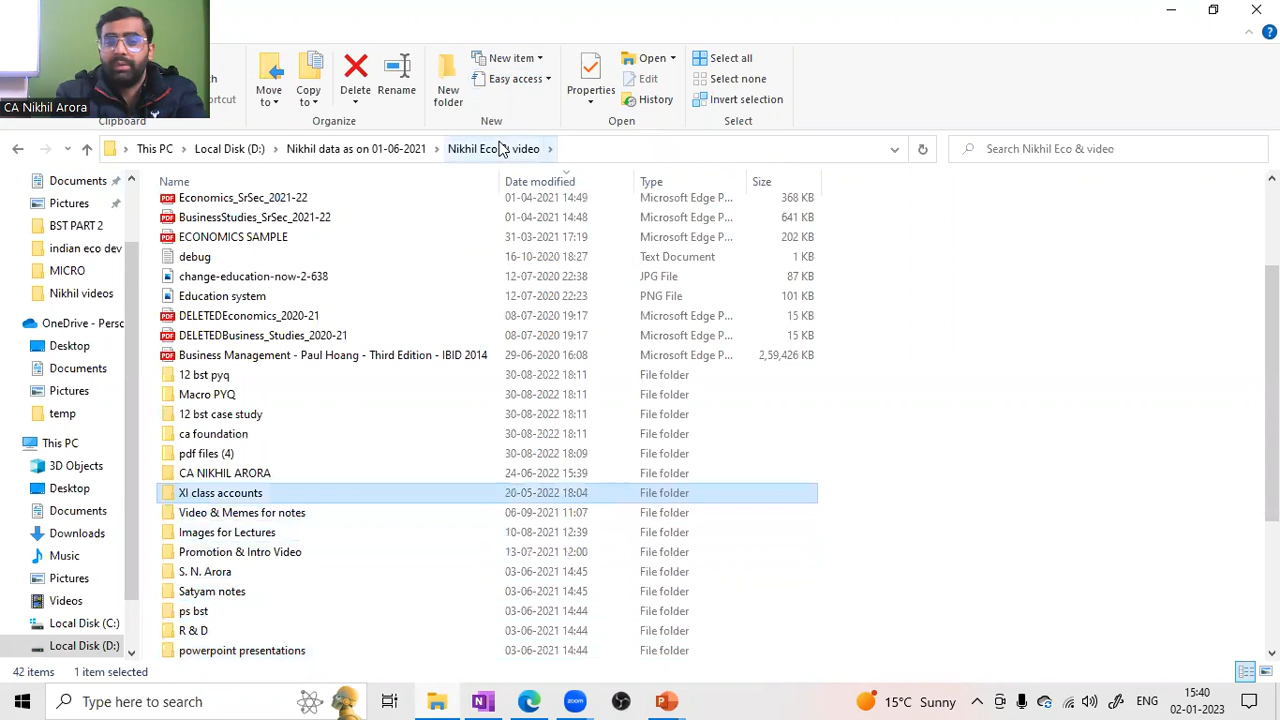 CA Nikhil Arora
Clipboard
Move to
Copy to
Delete
Rename
Organize
New folder
New item
Easy access
New
Properties
Open
Edit
History
Open
Select all
Select none
Invert selection
Select
This PC
Local Disk (D:)
Nikhil data as on 01-06-2021
Nikhil Eco & video
Search Nikhil Eco & video
Documents
Pictures
BST PART 2
indian eco dev
MICRO
Nikhil videos
OneDrive - Perso
Desktop
Documents
Pictures
temp
This PC
3D Objects
Desktop
Documents
Downloads
Music
Pictures
Videos
Local Disk (C:)
Local Disk (D:)
Name Date modified Type Size
Economics_SrSec_2021-22 01-04-2021 14:49 Microsoft Edge P... 368 KB
BusinessStudies_SrSec_2021-22 01-04-2021 14:48 Microsoft Edge P... 641 KB
ECONOMICS SAMPLE 31-03-2021 17:19 Microsoft Edge P... 202 KB
debug 16-10-2020 18:27 Text Document 1 KB
change-education-now-2-638 12-07-2020 22:38 JPG File 87 KB
Education system 12-07-2020 22:23 PNG File 101 KB
DELETEDEconomics_2020-21 08-07-2020 19:17 Microsoft Edge P... 15 KB
DELETEDBusiness_Studies_2020-21 08-07-2020 19:17 Microsoft Edge P... 15 KB
Business Management - Paul Hoang - Third Edition - IBID 2014 29-06-2020 16:08 Microsoft Edge P... 2,59,426 KB
12 bst pyq 30-08-2022 18:11 File folder
Macro PYQ 30-08-2022 18:11 File folder
12 bst case study 30-08-2022 18:11 File folder
ca foundation 30-08-2022 18:11 File folder
pdf files (4) 30-08-2022 18:09 File folder
CA NIKHIL ARORA 24-06-2022 15:39 File folder
XI class accounts 20-05-2022 18:04 File folder
Video & Memes for notes 06-09-2021 11:07 File folder
Images for Lectures 10-08-2021 12:39 File folder
Promotion & Intro Video 13-07-2021 12:00 File folder
S. N. Arora 03-06-2021 14:45 File folder
Satyam notes 03-06-2021 14:45 File folder
ps bst 03-06-2021 14:44 File folder
R & D 03-06-2021 14:44 File folder
powerpoint presentations 03-06-2021 14:44 File folder
42 items 1 item selected
Type here to search
15°C Sunny
ENG
15:40
02-01-2023